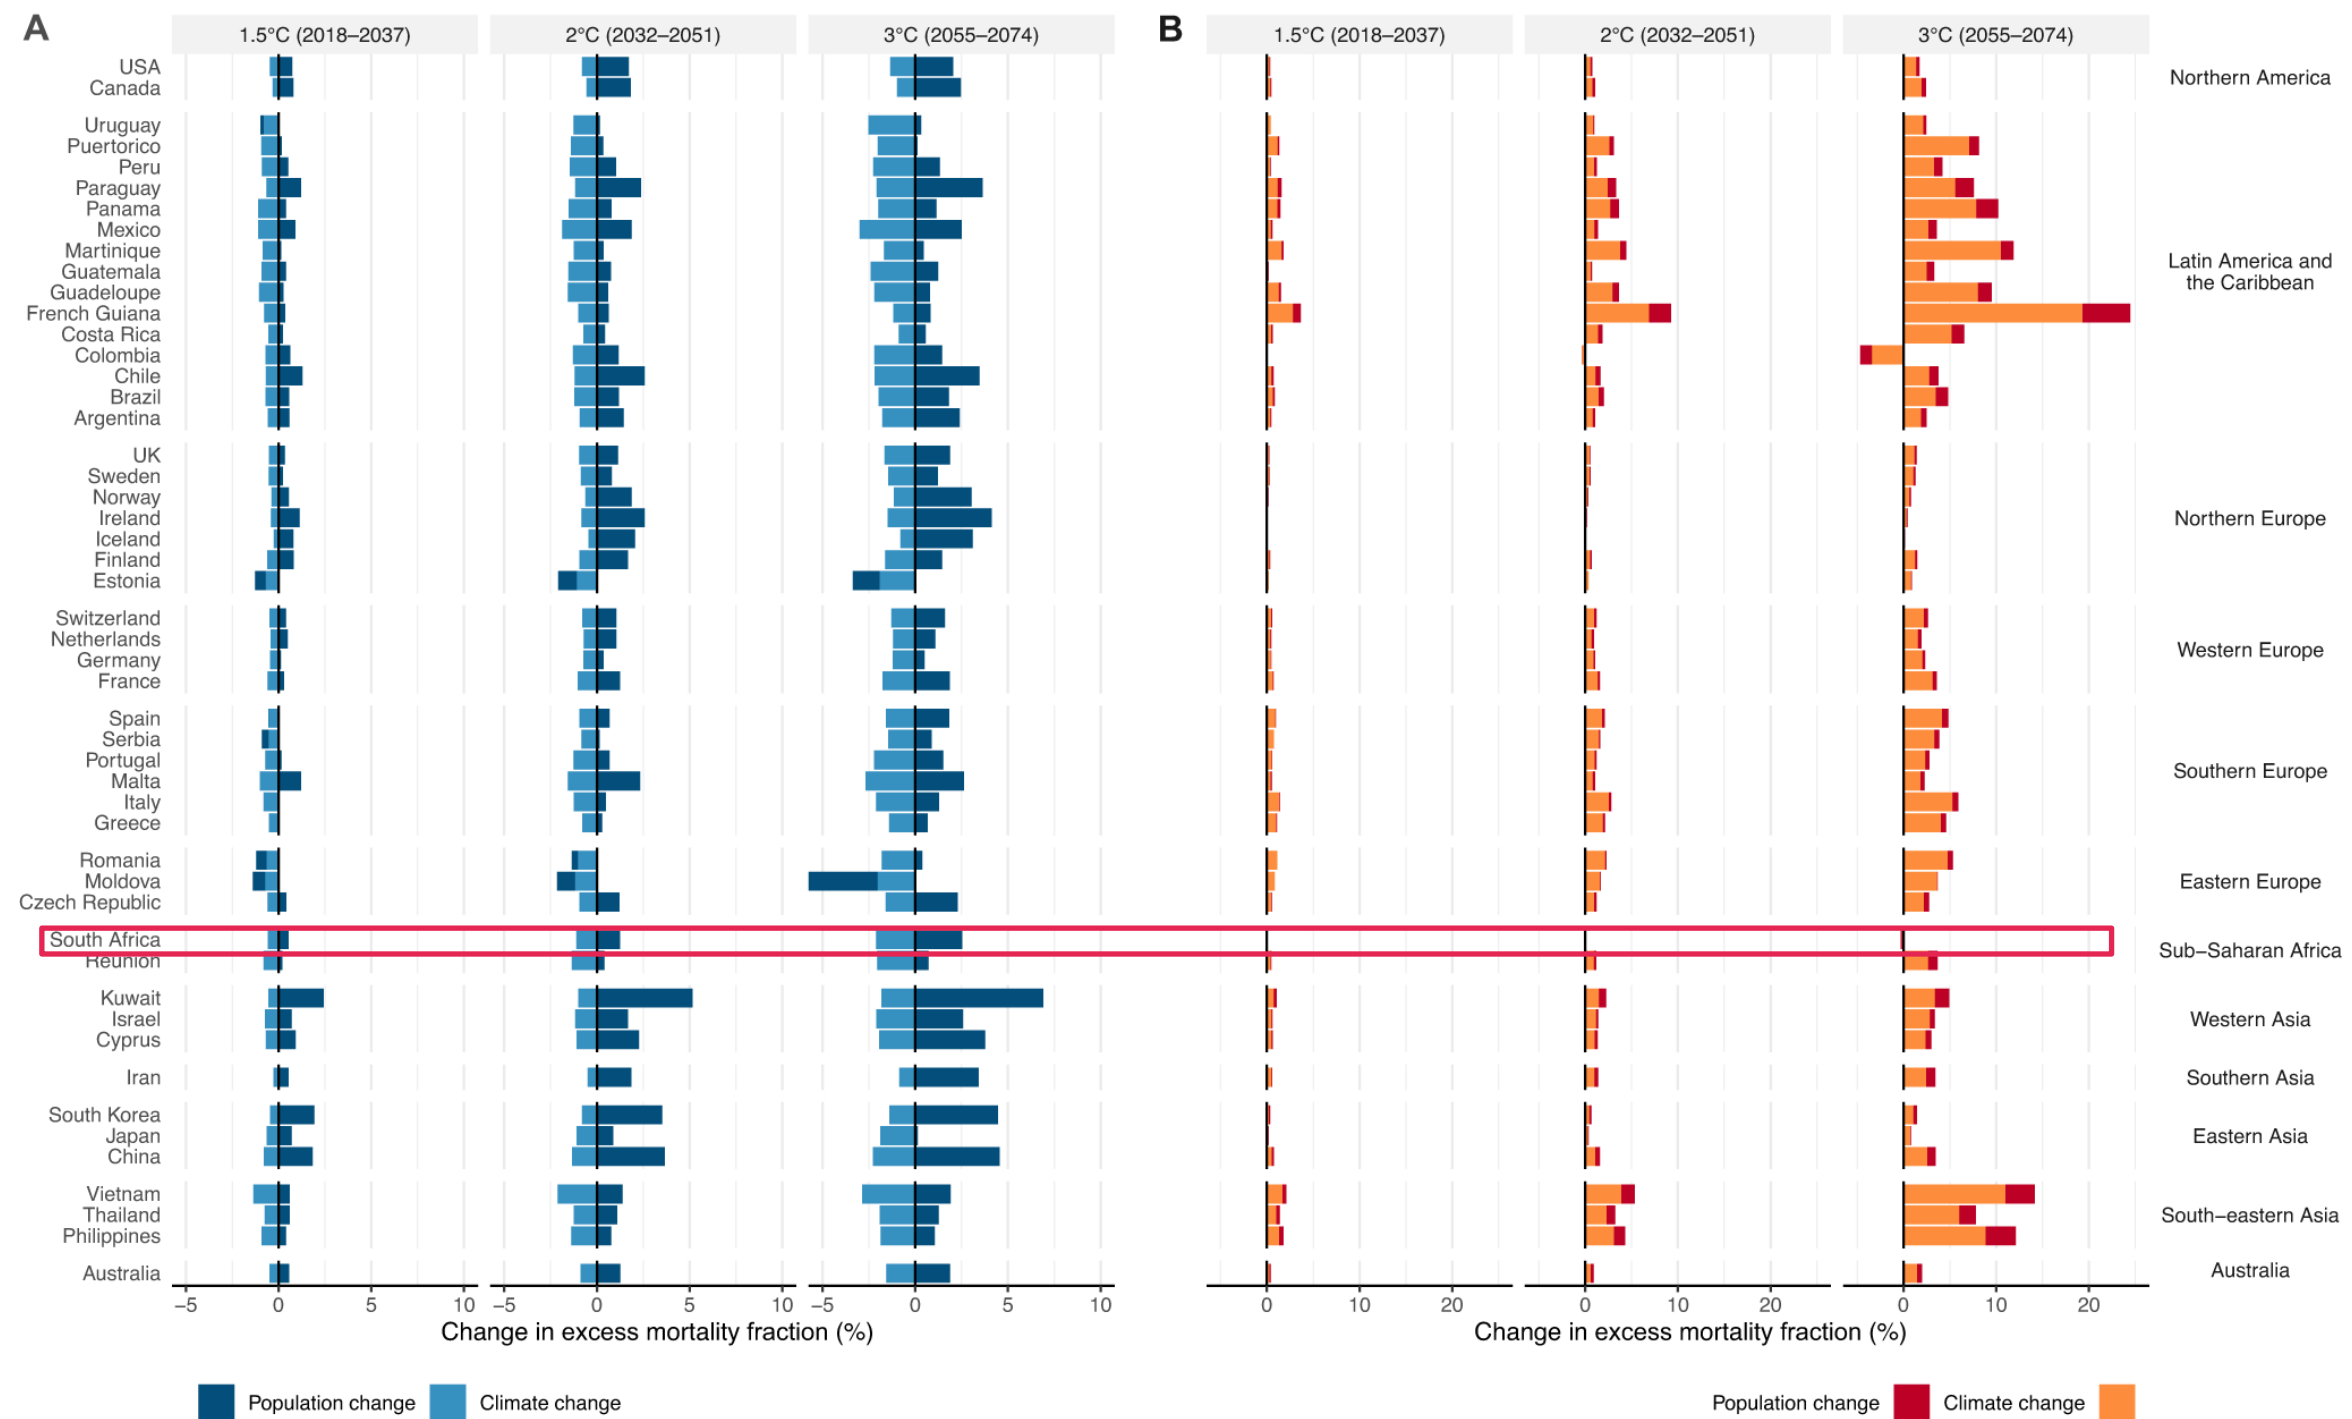 A
B
1.5°C (2018–2037)
2°C (2032–2051)
3°C (2055–2074)
1.5°C (2018–2037)
2°C (2032–2051)
3°C (2055–2074)
USA
Canada
Northern America
Uruguay
Puertorico
Peru
Paraguay
Panama
Mexico
Martinique
Guatemala
Guadeloupe
French Guiana
Costa Rica
Colombia
Chile
Brazil
Argentina
Latin America and
the Caribbean
UK
Sweden
Norway
Ireland
Iceland
Finland
Estonia
Northern Europe
Switzerland
Netherlands
Germany
France
Western Europe
Spain
Serbia
Portugal
Malta
Italy
Greece
Southern Europe
Romania
Moldova
Czech Republic
Eastern Europe
South Africa
Reunion
Sub–Saharan Africa
Kuwait
Israel
Cyprus
Western Asia
Iran
Southern Asia
South Korea
Japan
China
Eastern Asia
Vietnam
Thailand
Philippines
South–eastern Asia
Australia
Australia
−5 0 5 10 −5 0 5 10 −5 0 5 10
0 10 20 0 10 20 0 10 20
Change in excess mortality fraction (%)
Change in excess mortality fraction (%)
Population change Climate change
Population change Climate change